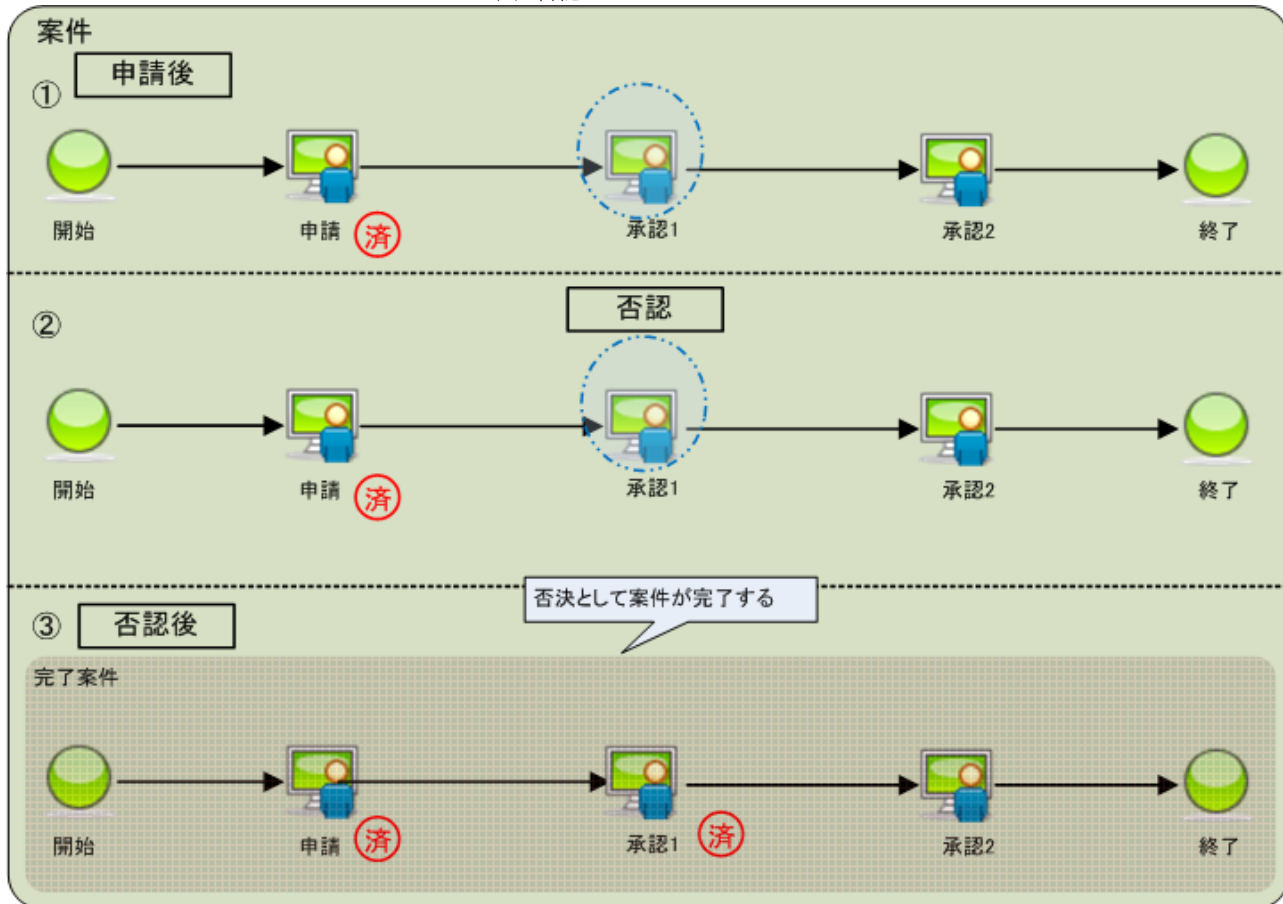 案件
① 申請後
開始 申請 済 承認1 承認2 終了
② 否認
開始 申請 済 承認1 承認2 終了
否決として案件が完了する
③ 否認後
完了案件
開始 申請 済 承認1 済 承認2 終了